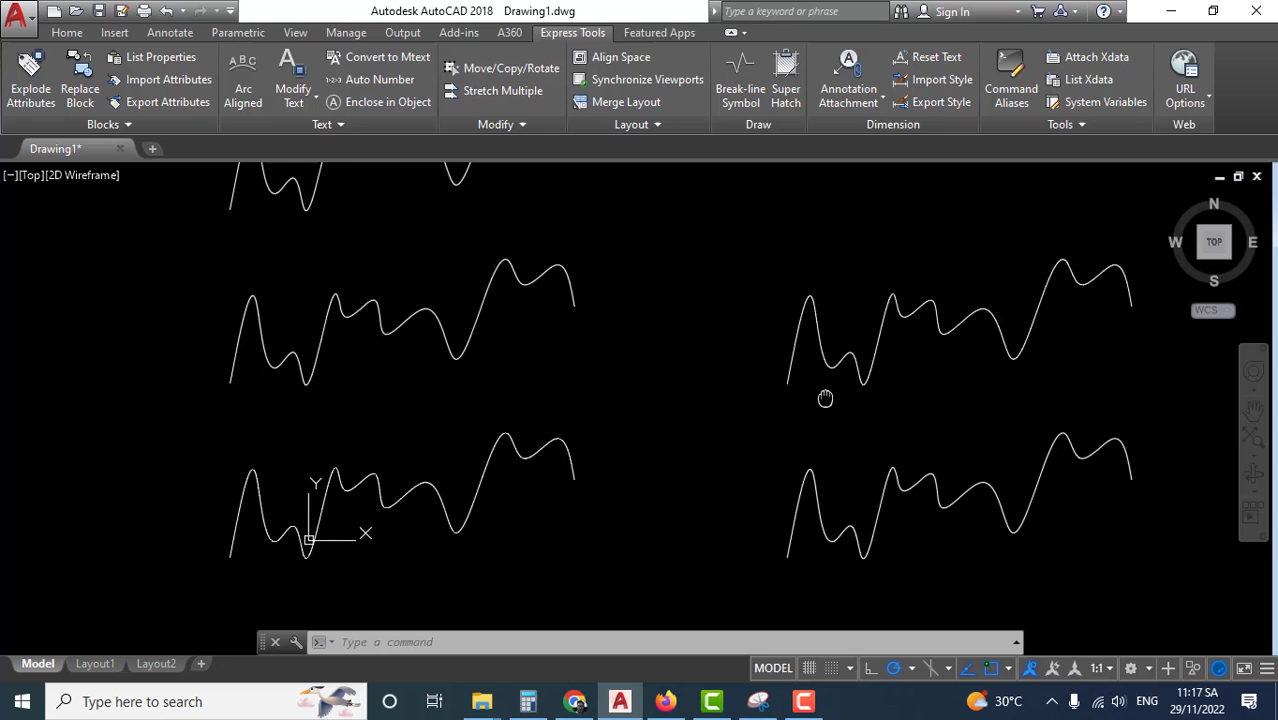 Autodesk AutoCAD 2018 Drawing1.dwg
Type a keyword or phrase
Sign In
Home Insert Annotate Parametric View Manage Output Add-ins A360 Express Tools Featured Apps
Explode
Attributes
Replace
Block
List Properties
Import Attributes
Export Attributes
Blocks
ABC
Arc
Aligned
Modify
Text
Convert to Mtext
Auto Number
Enclose in Object
Text
Move/Copy/Rotate
Stretch Multiple
Modify
Align Space
Synchronize Viewports
Merge Layout
Layout
Break-line
Symbol
Super
Hatch
Draw
Annotation
Attachment
Reset Text
Import Style
Export Style
Dimension
Command
Aliases
Attach Xdata
List Xdata
System Variables
Tools
URL
Options
Web
Drawing1*
[−][Top][2D Wireframe]
N
W TOP E
S
WCS
Y
X
Type a command
Model Layout1 Layout2
MODEL 1:1
Type here to search
30°C ENG 11:17 SA
29/11/2022